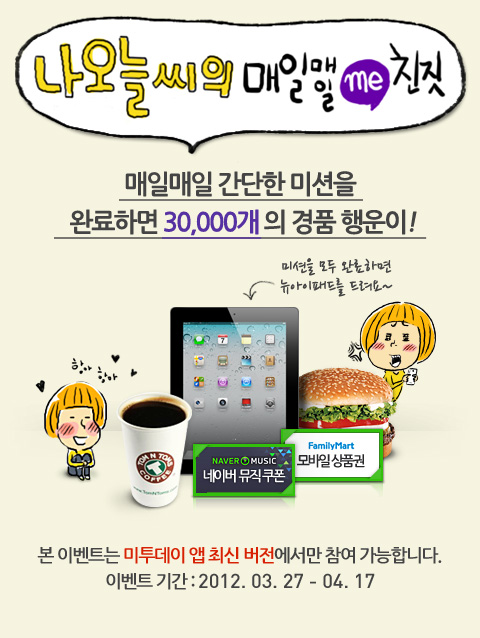 나오늘씨의 매일매일 me 친짓
매일매일 간단한 미션을
완료하면 30,000개의 경품 행운이!
미션을 모두 완료하면
뉴아이패드를 드려요~
항아 항아
TOM N TOMS
COFFEE
NAVER MUSIC
네이버 뮤직 쿠폰
FamilyMart
모바일 상품권
본 이벤트는 미투데이 앱 최신 버전에서만 참여 가능합니다.
이벤트 기간 : 2012. 03. 27 - 04. 17